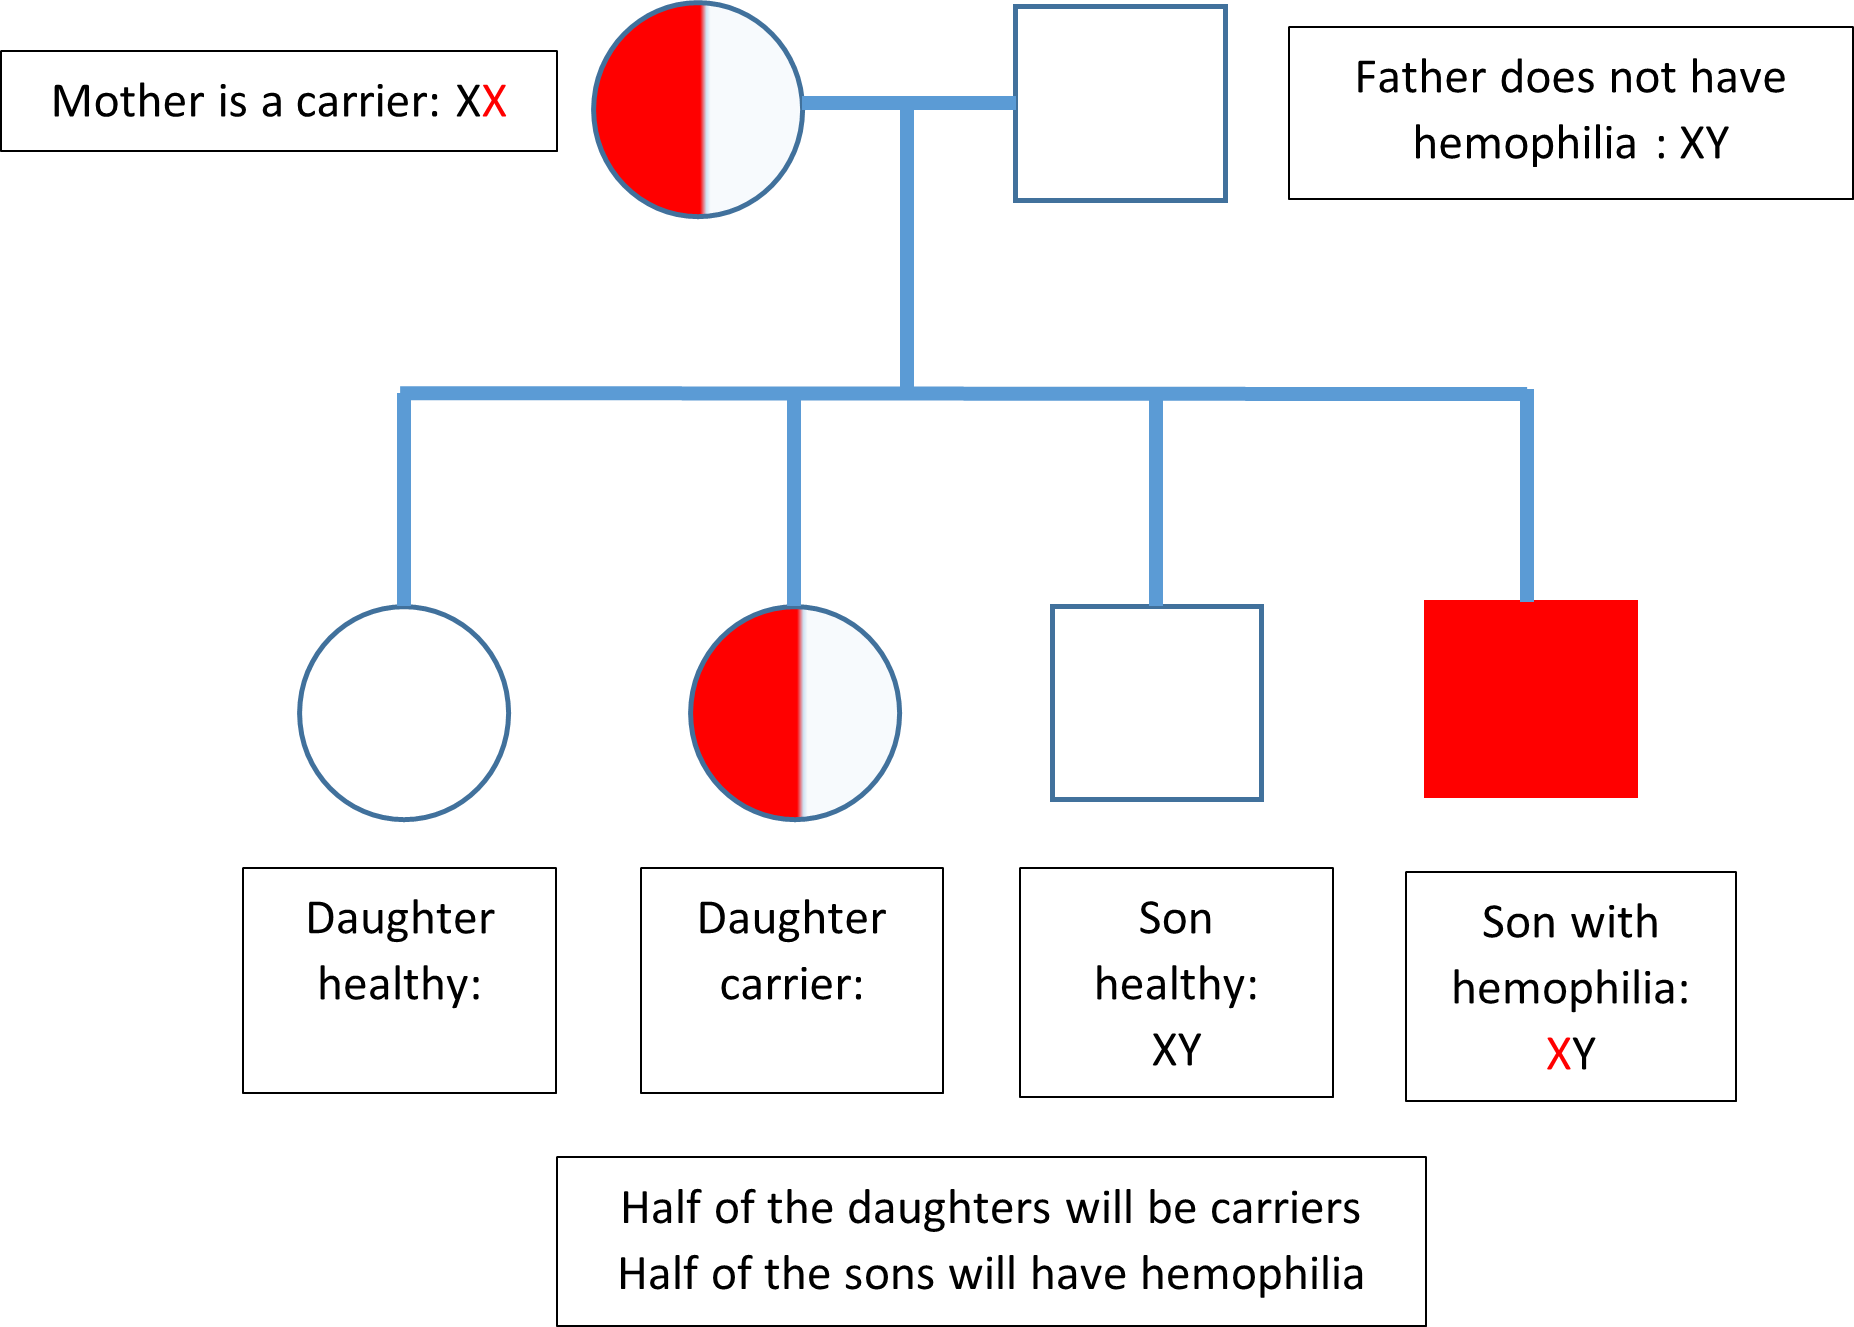 Mother is a carrier: XX
Father does not have
hemophilia : XY
Daughter
healthy:
Daughter
carrier:
Son
healthy:
XY
Son with
hemophilia:
XY
Half of the daughters will be carriers
Half of the sons will have hemophilia